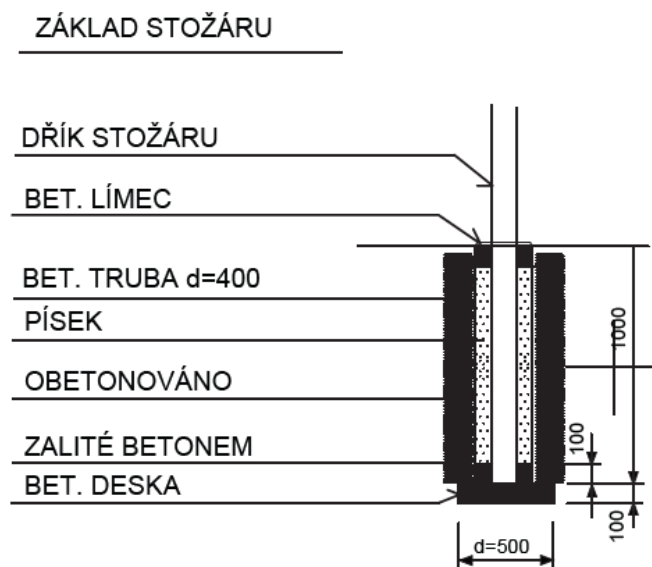 ZÁKLAD STOŽÁRU
DŘÍK STOŽÁRU
BET. LÍMEC
BET. TRUBA d=400
PÍSEK
OBETONOVÁNO
ZALITÉ BETONEM
BET. DESKA
1000
100
100
d=500